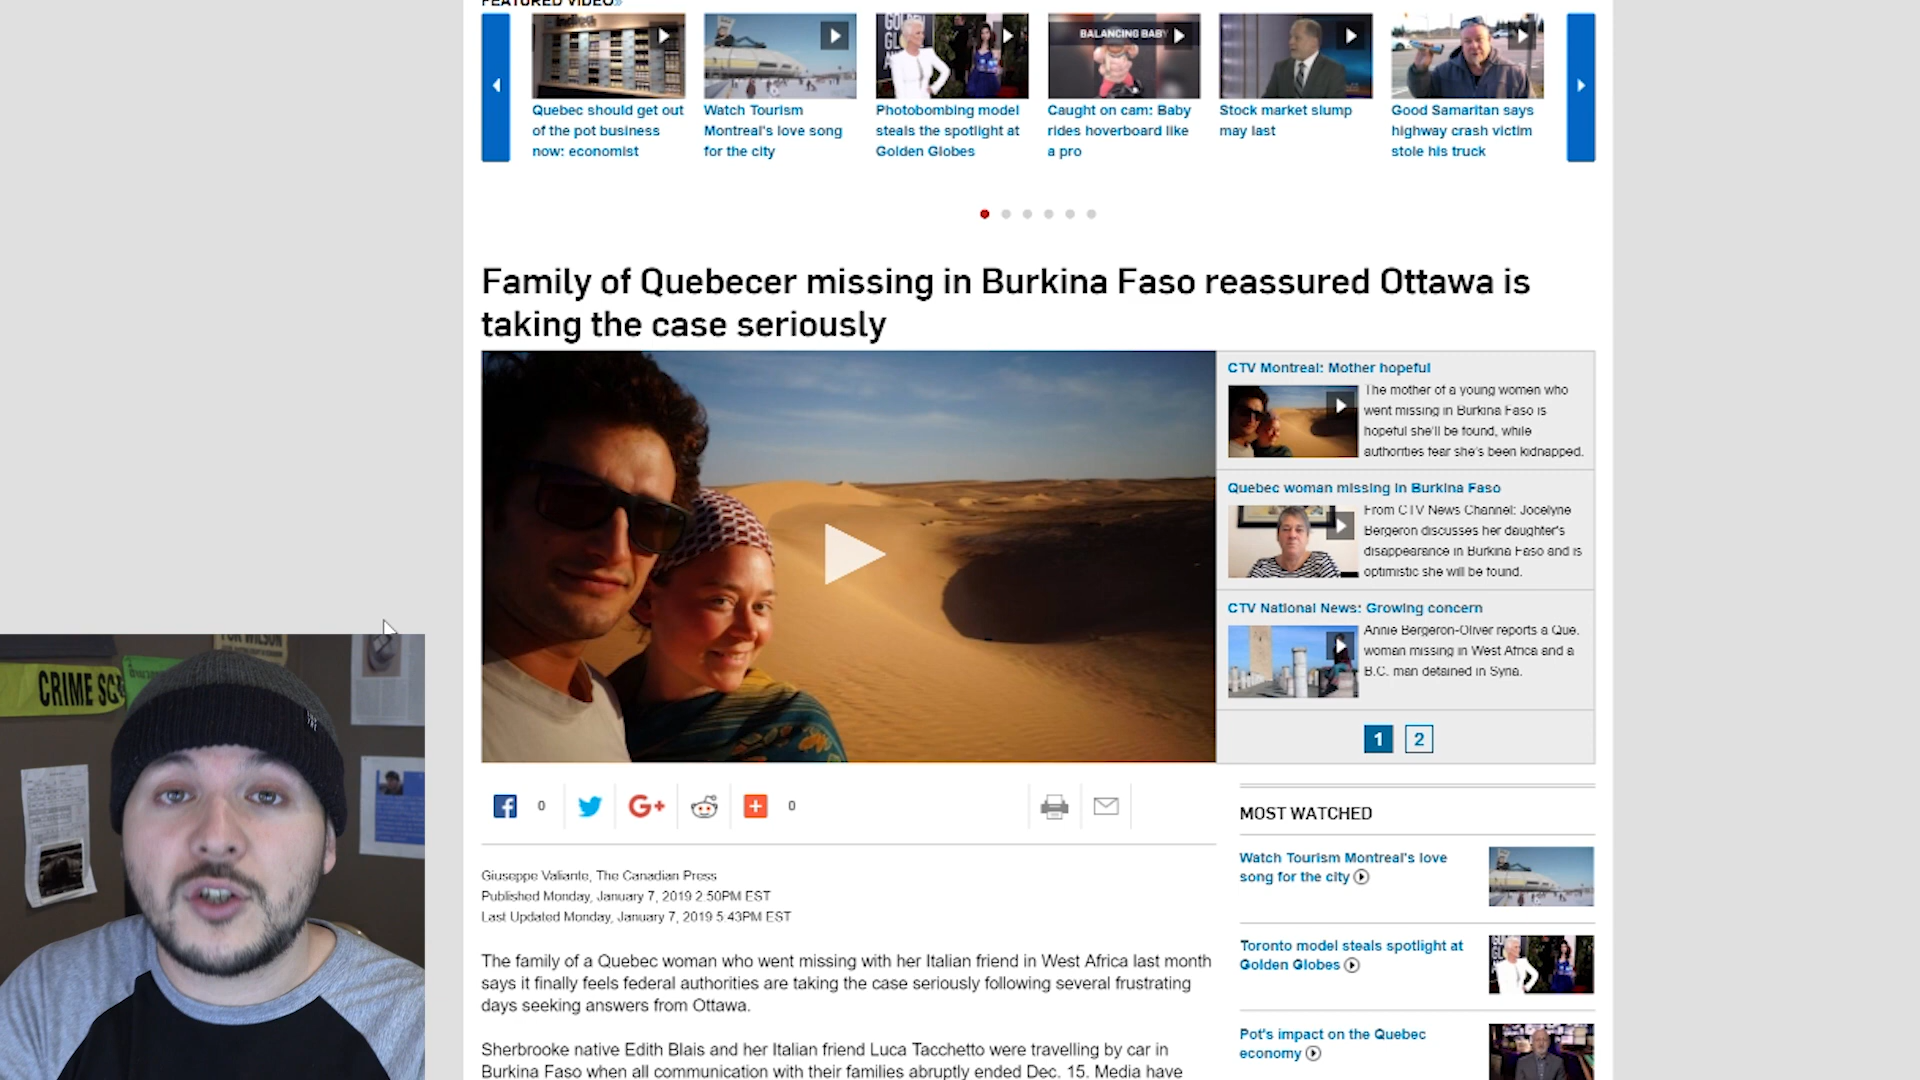 FEATURED VIDEO»
BALANCING BABY
Quebec should get out
of the pot business
now: economist
Watch Tourism
Montreal's love song
for the city
Photobombing model
steals the spotlight at
Golden Globes
Caught on cam: Baby
rides hoverboard like
a pro
Stock market slump
may last
Good Samaritan says
highway crash victim
stole his truck
Family of Quebecer missing in Burkina Faso reassured Ottawa is
taking the case seriously
CTV Montreal: Mother hopeful
The mother of a young women who
went missing in Burkina Faso is
hopeful she'll be found, while
authorities fear she's been kidnapped.
Quebec woman missing in Burkina Faso
From CTV News Channel: Jocelyne
Bergeron discusses her daughter's
disappearance in Burkina Faso and is
optimistic she will be found.
CTV National News: Growing concern
Annie Bergeron-Oliver reports a Que.
woman missing in West Africa and a
B.C. man detained in Syria.
1 2
0
G+
0
Giuseppe Valiante, The Canadian Press
Published Monday, January 7, 2019 2:50PM EST
Last Updated Monday, January 7, 2019 5:43PM EST
The family of a Quebec woman who went missing with her Italian friend in West Africa last month
says it finally feels federal authorities are taking the case seriously following several frustrating
days seeking answers from Ottawa.
Sherbrooke native Edith Blais and her Italian friend Luca Tacchetto were travelling by car in
Burkina Faso when all communication with their families abruptly ended Dec. 15. Media have
MOST WATCHED
Watch Tourism Montreal's love
song for the city
Toronto model steals spotlight at
Golden Globes
Pot's impact on the Quebec
economy
FOR WILSON
CRIME SC